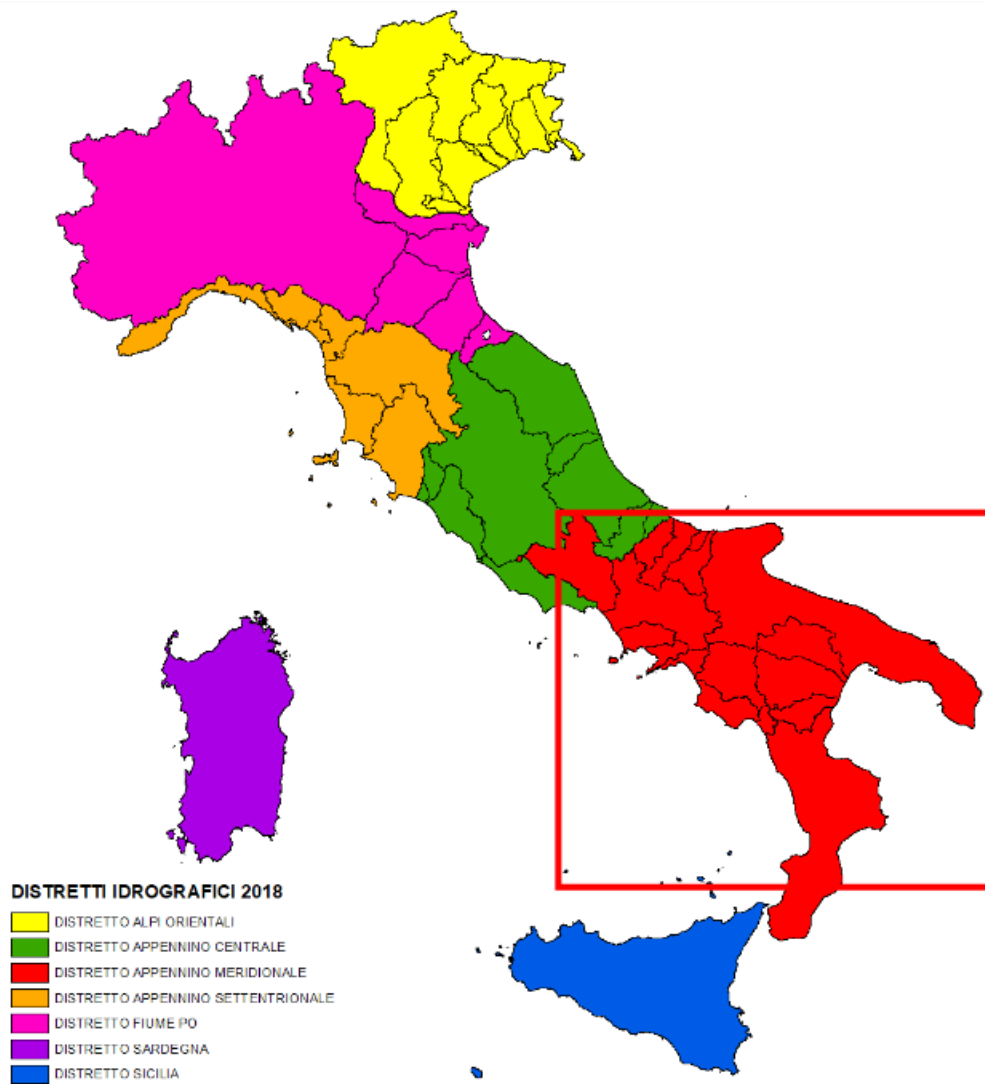 DISTRETTI IDROGRAFICI 2018
DISTRETTO ALPI ORIENTALI
DISTRETTO APPENNINO CENTRALE
DISTRETTO APPENNINO MERIDIONALE
DISTRETTO APPENNINO SETTENTRIONALE
DISTRETTO FIUME PO
DISTRETTO SARDEGNA
DISTRETTO SICILIA